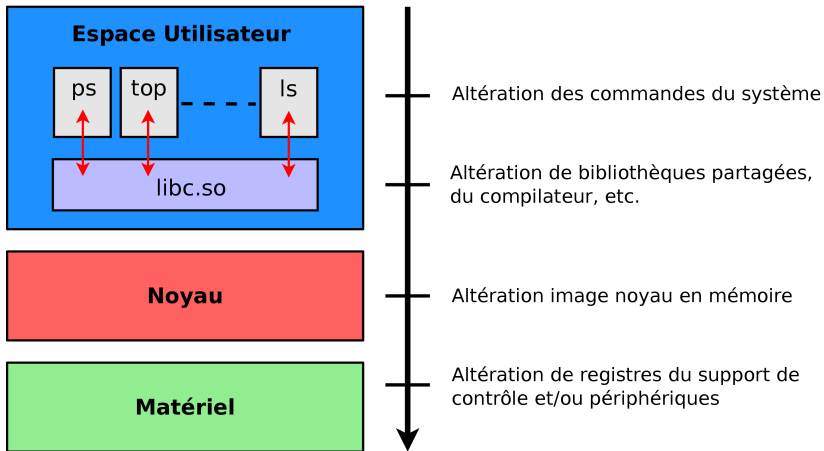 Espace Utilisateur
ps top ls
libc.so
Noyau
Matériel
Altération des commandes du système
Altération de bibliothèques partagées,
du compilateur, etc.
Altération image noyau en mémoire
Altération de registres du support de
contrôle et/ou périphériques